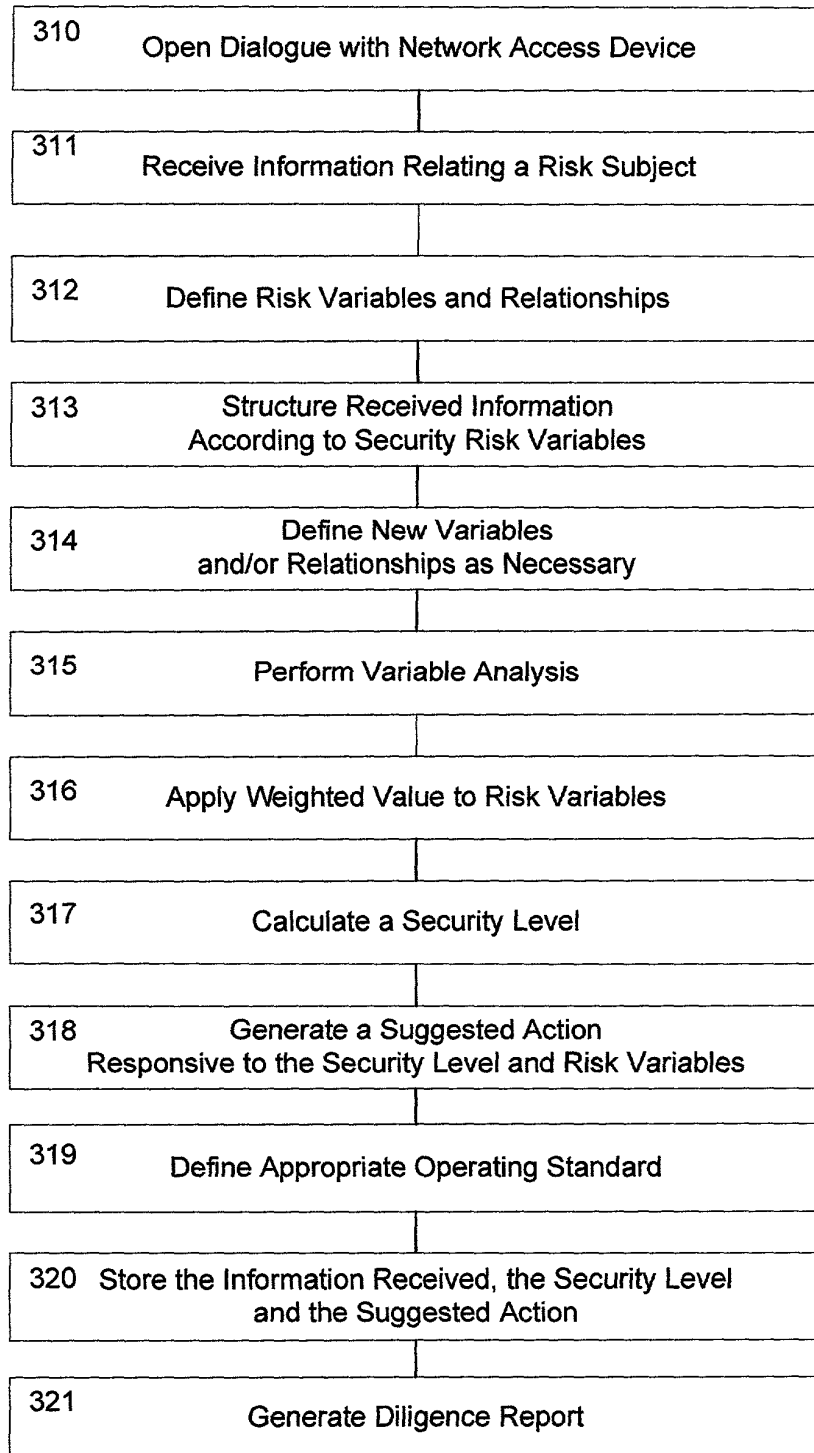 310
Open Dialogue with Network Access Device
311
Receive Information Relating a Risk Subject
312
Define Risk Variables and Relationships
313
Structure Received Information
According to Security Risk Variables
314
Define New Variables
and/or Relationships as Necessary
315
Perform Variable Analysis
316
Apply Weighted Value to Risk Variables
317
Calculate a Security Level
318
Generate a Suggested Action
Responsive to the Security Level and Risk Variables
319
Define Appropriate Operating Standard
320 Store the Information Received, the Security Level
and the Suggested Action
321
Generate Diligence Report